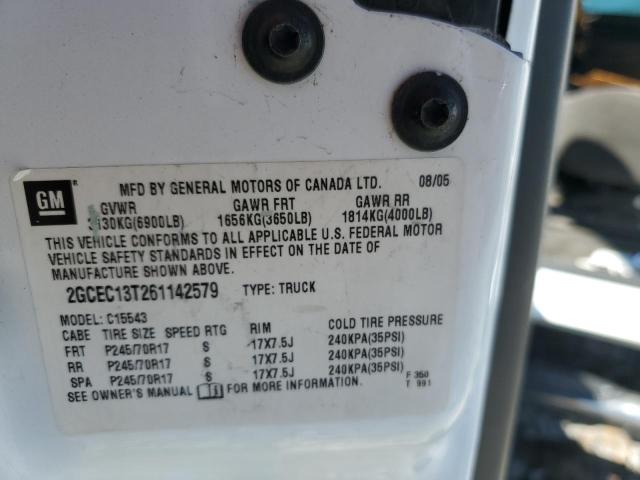 GM
MFD BY GENERAL MOTORS OF CANADA LTD. 08/05
GVWR GAWR FRT GAWR RR
3130KG(6900LB) 1656KG(3650LB) 1814KG(4000LB)
THIS VEHICLE CONFORMS TO ALL APPLICABLE U.S. FEDERAL MOTOR
VEHICLE SAFETY STANDARDS IN EFFECT ON THE DATE OF
MANUFACTURE SHOWN ABOVE.
2GCEC13T261142579 TYPE: TRUCK
MODEL: C15543
CABE TIRE SIZE SPEED RTG RIM COLD TIRE PRESSURE
FRT P245/70R17 S 17X7.5J 240KPA(35PSI)
RR P245/70R17 S 17X7.5J 240KPA(35PSI)
SPA P245/70R17 S 17X7.5J 240KPA(35PSI)
SEE OWNER'S MANUAL FOR MORE INFORMATION.
F 350
T 991